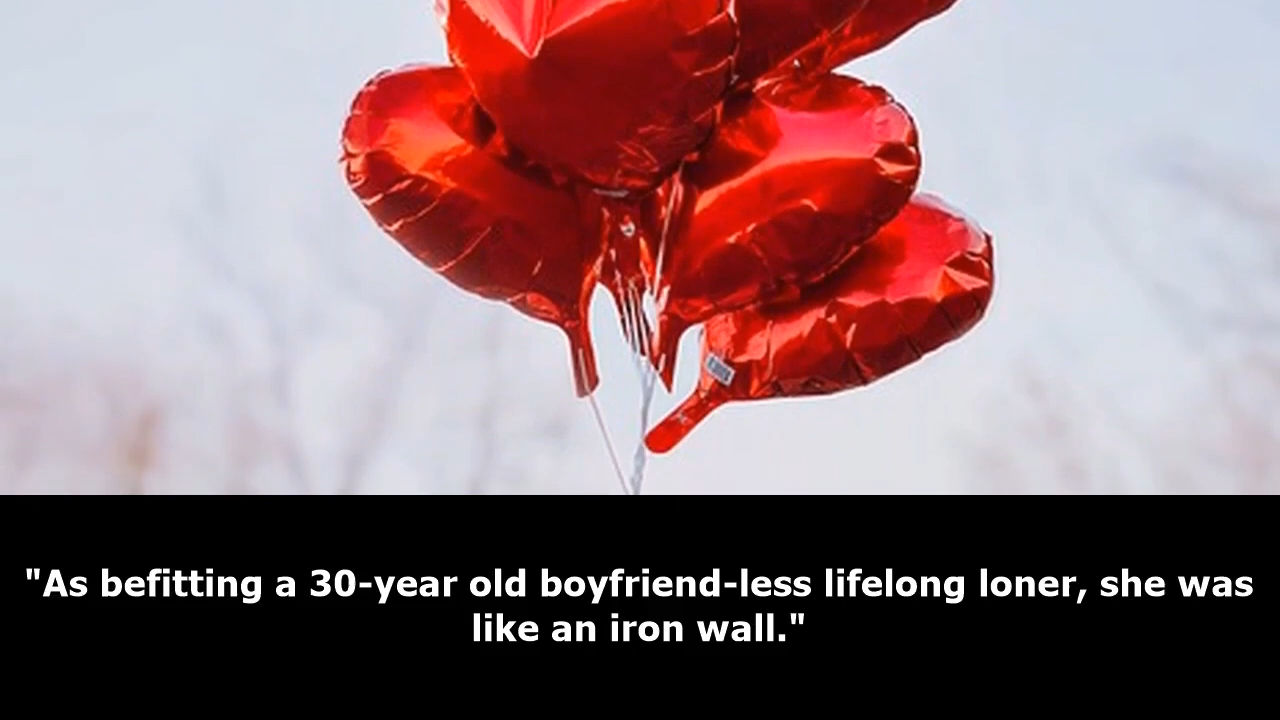 "As befitting a 30-year old boyfriend-less lifelong loner, she was
like an iron wall."